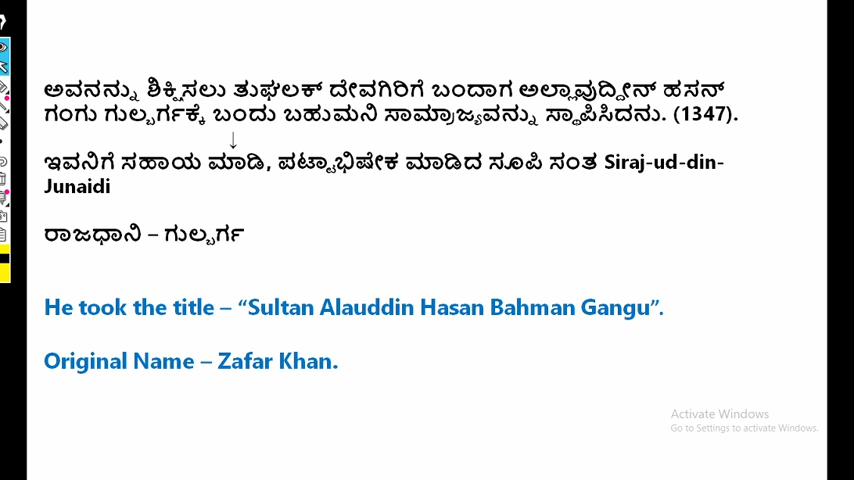 ಅವನನ್ನು ಶಿಕ್ಷಿಸಲು ತುಘಲಕ್ ದೇವಗಿರಿಗೆ ಬಂದಾಗ ಅಲ್ಲಾವುದ್ದೀನ್ ಹಸನ್
ಗಂಗು ಗುಲ್ಬರ್ಗಕ್ಕೆ ಬಂದು ಬಹುಮನಿ ಸಾಮ್ರಾಜ್ಯವನ್ನು ಸ್ಥಾಪಿಸಿದನು. (1347).
↓
ಇವನಿಗೆ ಸಹಾಯ ಮಾಡಿ, ಪಟ್ಟಾಭಿಷೇಕ ಮಾಡಿದ ಸೂಪಿ ಸಂತ Siraj-ud-din-
Junaidi
ರಾಜಧಾನಿ – ಗುಲ್ಬರ್ಗ
He took the title – “Sultan Alauddin Hasan Bahman Gangu”.
Original Name – Zafar Khan.
Activate Windows
Go to Settings to activate Windows.